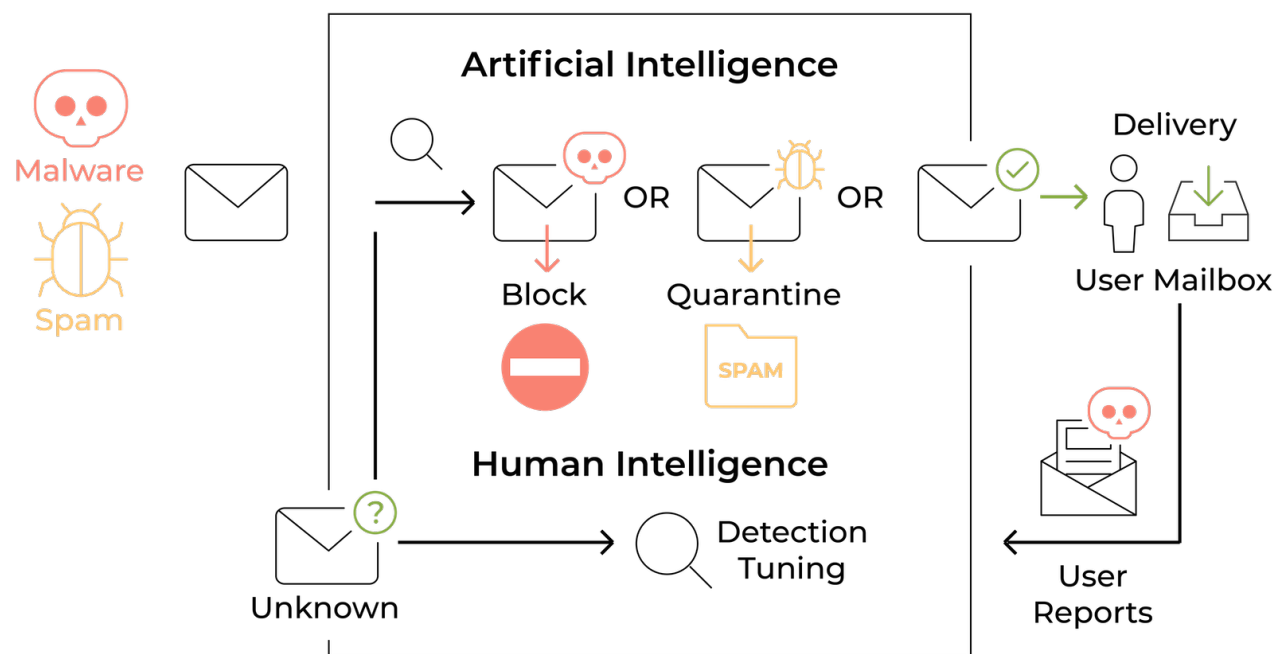 Artificial Intelligence
Malware
Spam
OR
OR
Delivery
User Mailbox
Block
Quarantine
SPAM
Human Intelligence
?
Unknown
Detection
Tuning
User
Reports